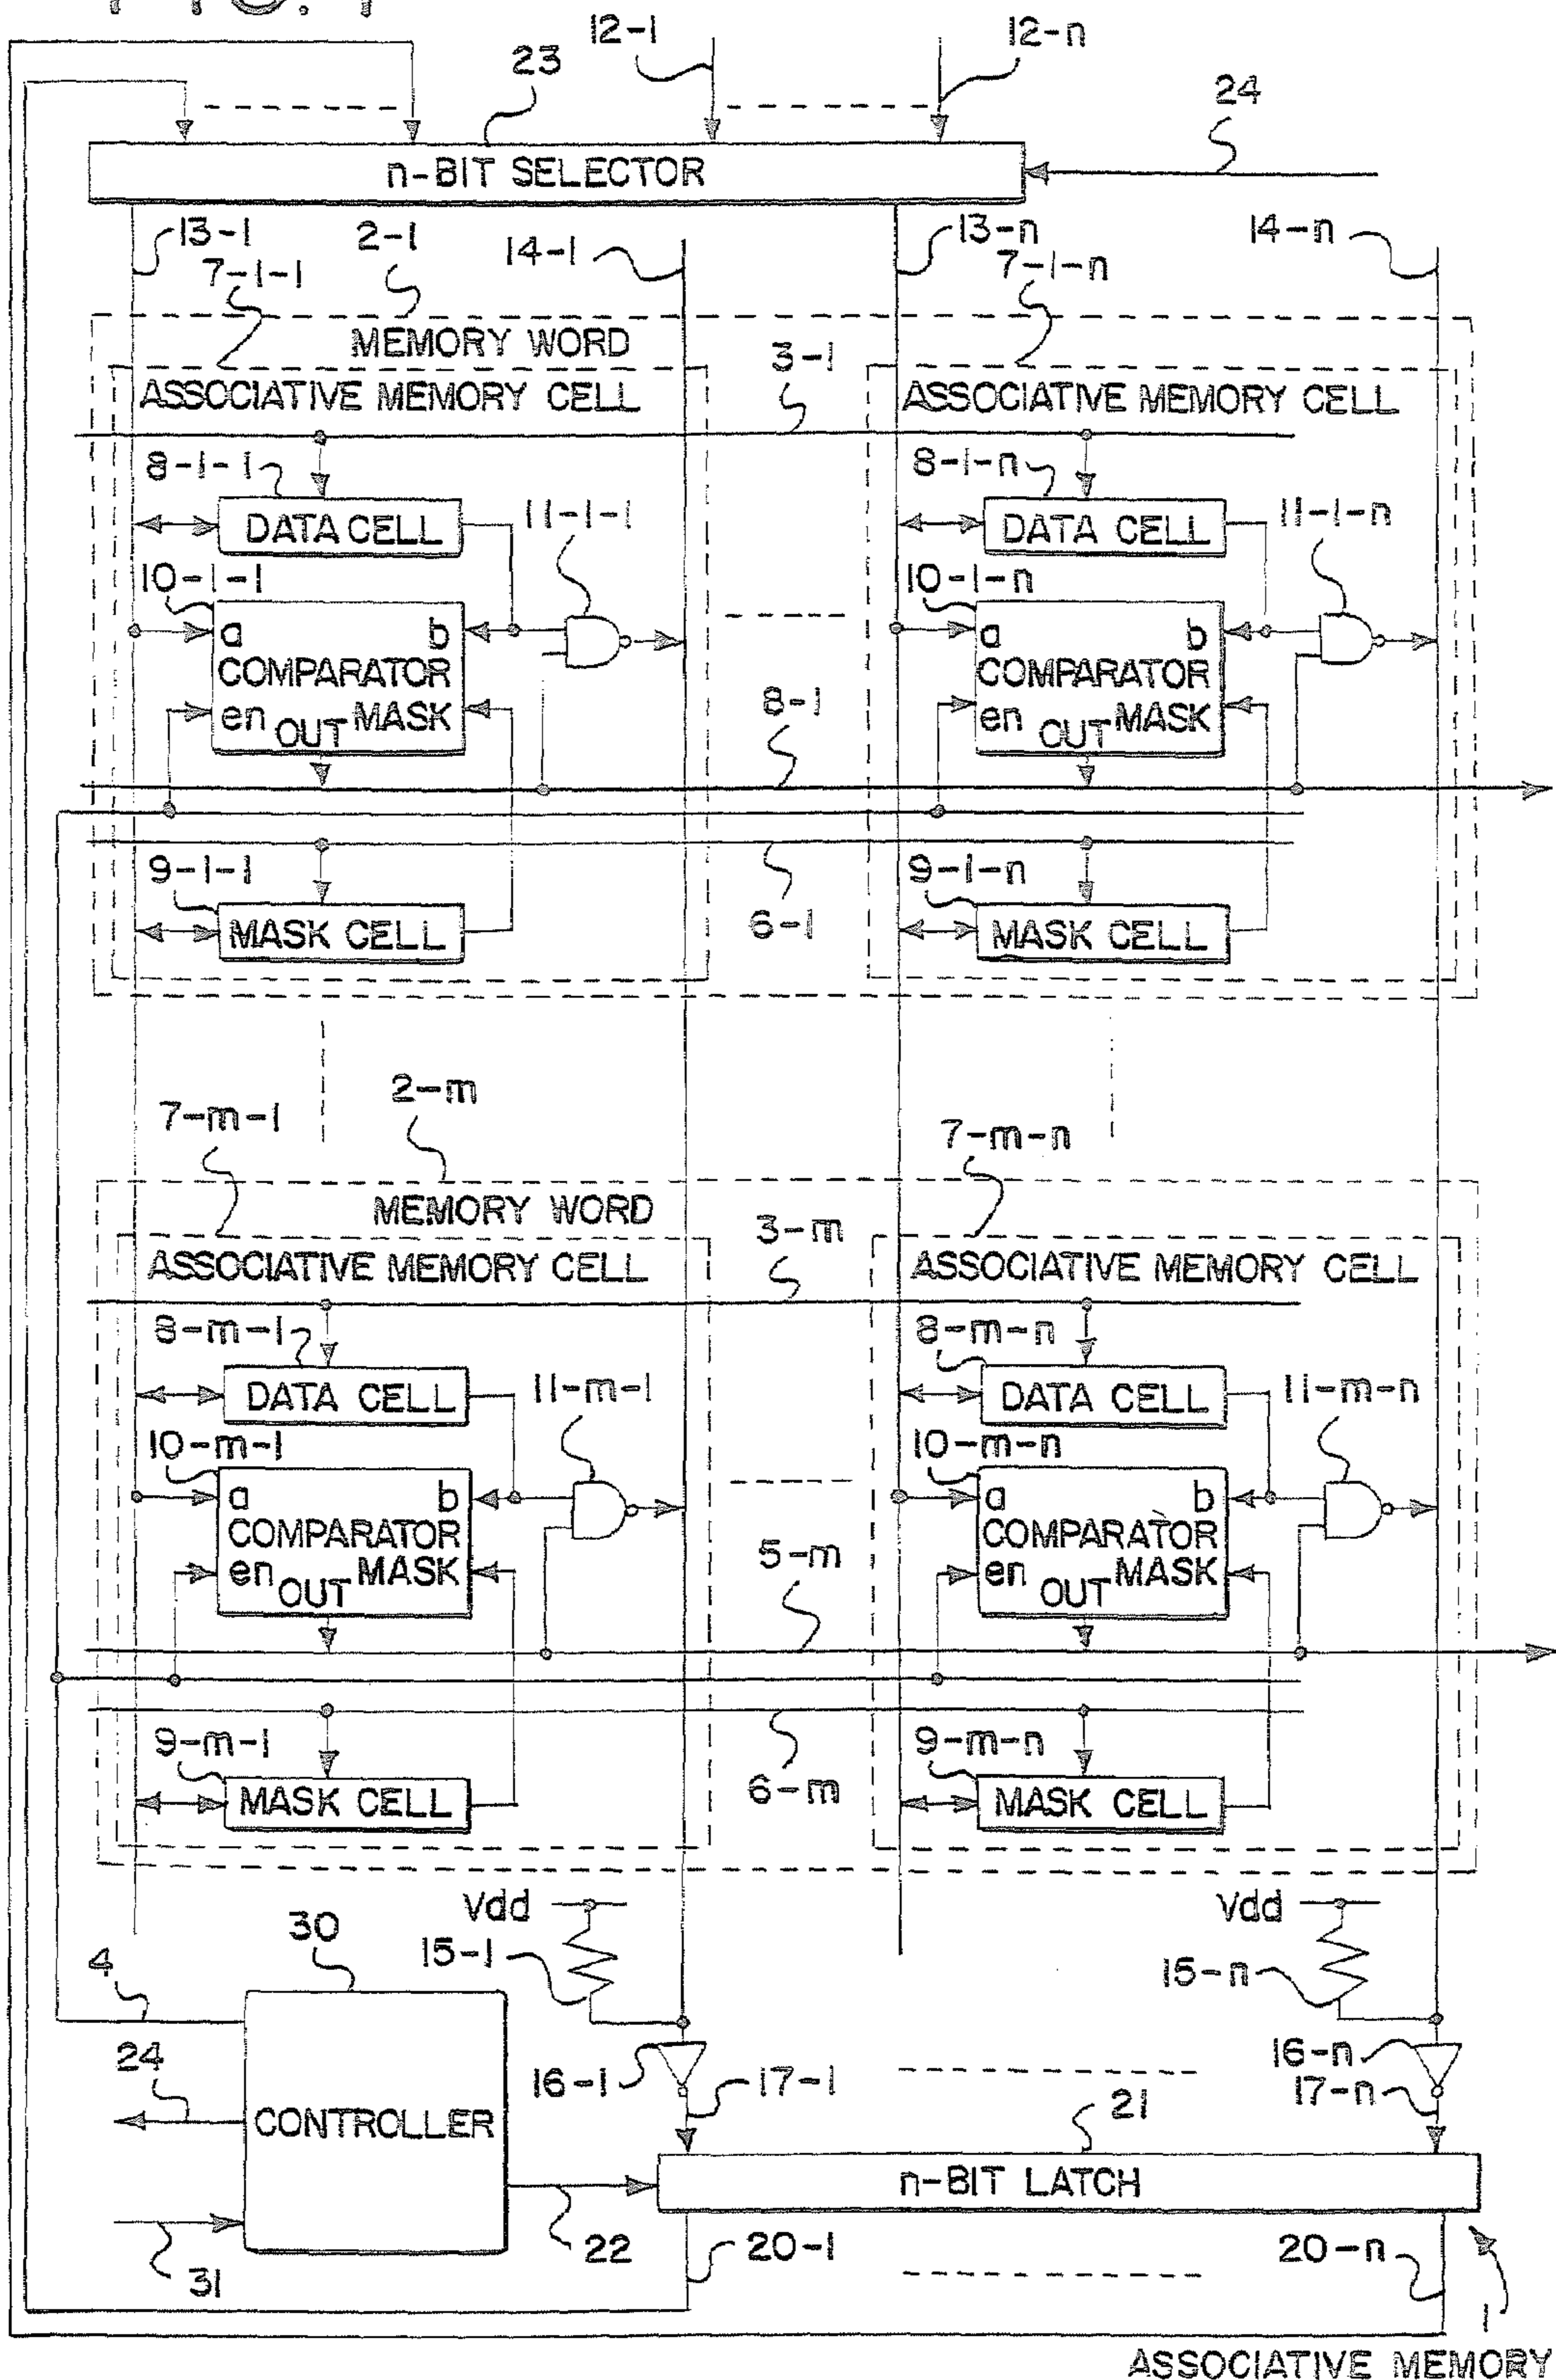 12-1
12-n
23
24
n-BIT SELECTOR
13-1
2-1
14-1
13-n
14-n
7-1-1
7-1-n
MEMORY WORD
3-1
ASSOCIATIVE MEMORY CELL
ASSOCIATIVE MEMORY CELL
8-1-1
8-1-n
DATA CELL
11-1-1
DATA CELL
11-1-n
10-1-1
10-1-n
a b
a b
COMPARATOR
COMPARATOR
8-1
en OUT MASK
en OUT MASK
9-1-1
9-1-n
6-1
MASK CELL
MASK CELL
2-m
7-m-1
7-m-n
MEMORY WORD
3-m
ASSOCIATIVE MEMORY CELL
ASSOCIATIVE MEMORY CELL
8-m-1
8-m-n
DATA CELL
11-m-1
DATA CELL
11-m-n
10-m-1
10-m-n
a b
a b
COMPARATOR
COMPARATOR
5-m
en OUT MASK
en OUT MASK
9-m-1
9-m-n
6-m
MASK CELL
MASK CELL
Vdd
Vdd
30
15-1
15-n
4
24
16-1
17-1
16-n
17-n
21
CONTROLLER
n-BIT LATCH
22
20-1
20-n
31
1
ASSOCIATIVE MEMORY